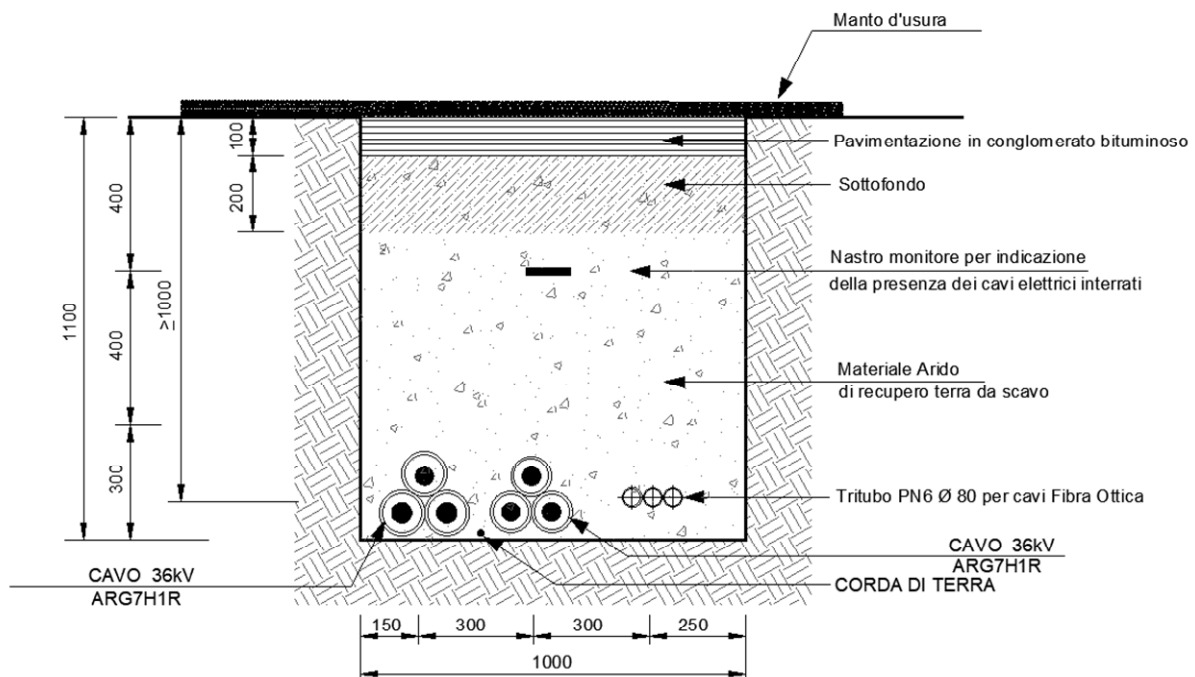 Manto d'usura
Pavimentazione in conglomerato bituminoso
Sottofondo
Nastro monitore per indicazione
della presenza dei cavi elettrici interrati
Materiale Arido
di recupero terra da scavo
Tritubo PN6 Ø 80 per cavi Fibra Ottica
CAVO 36kV
ARG7H1R
CORDA DI TERRA
CAVO 36kV
ARG7H1R
1100
400
400
300
≥1000
100
200
150
300
300
250
1000